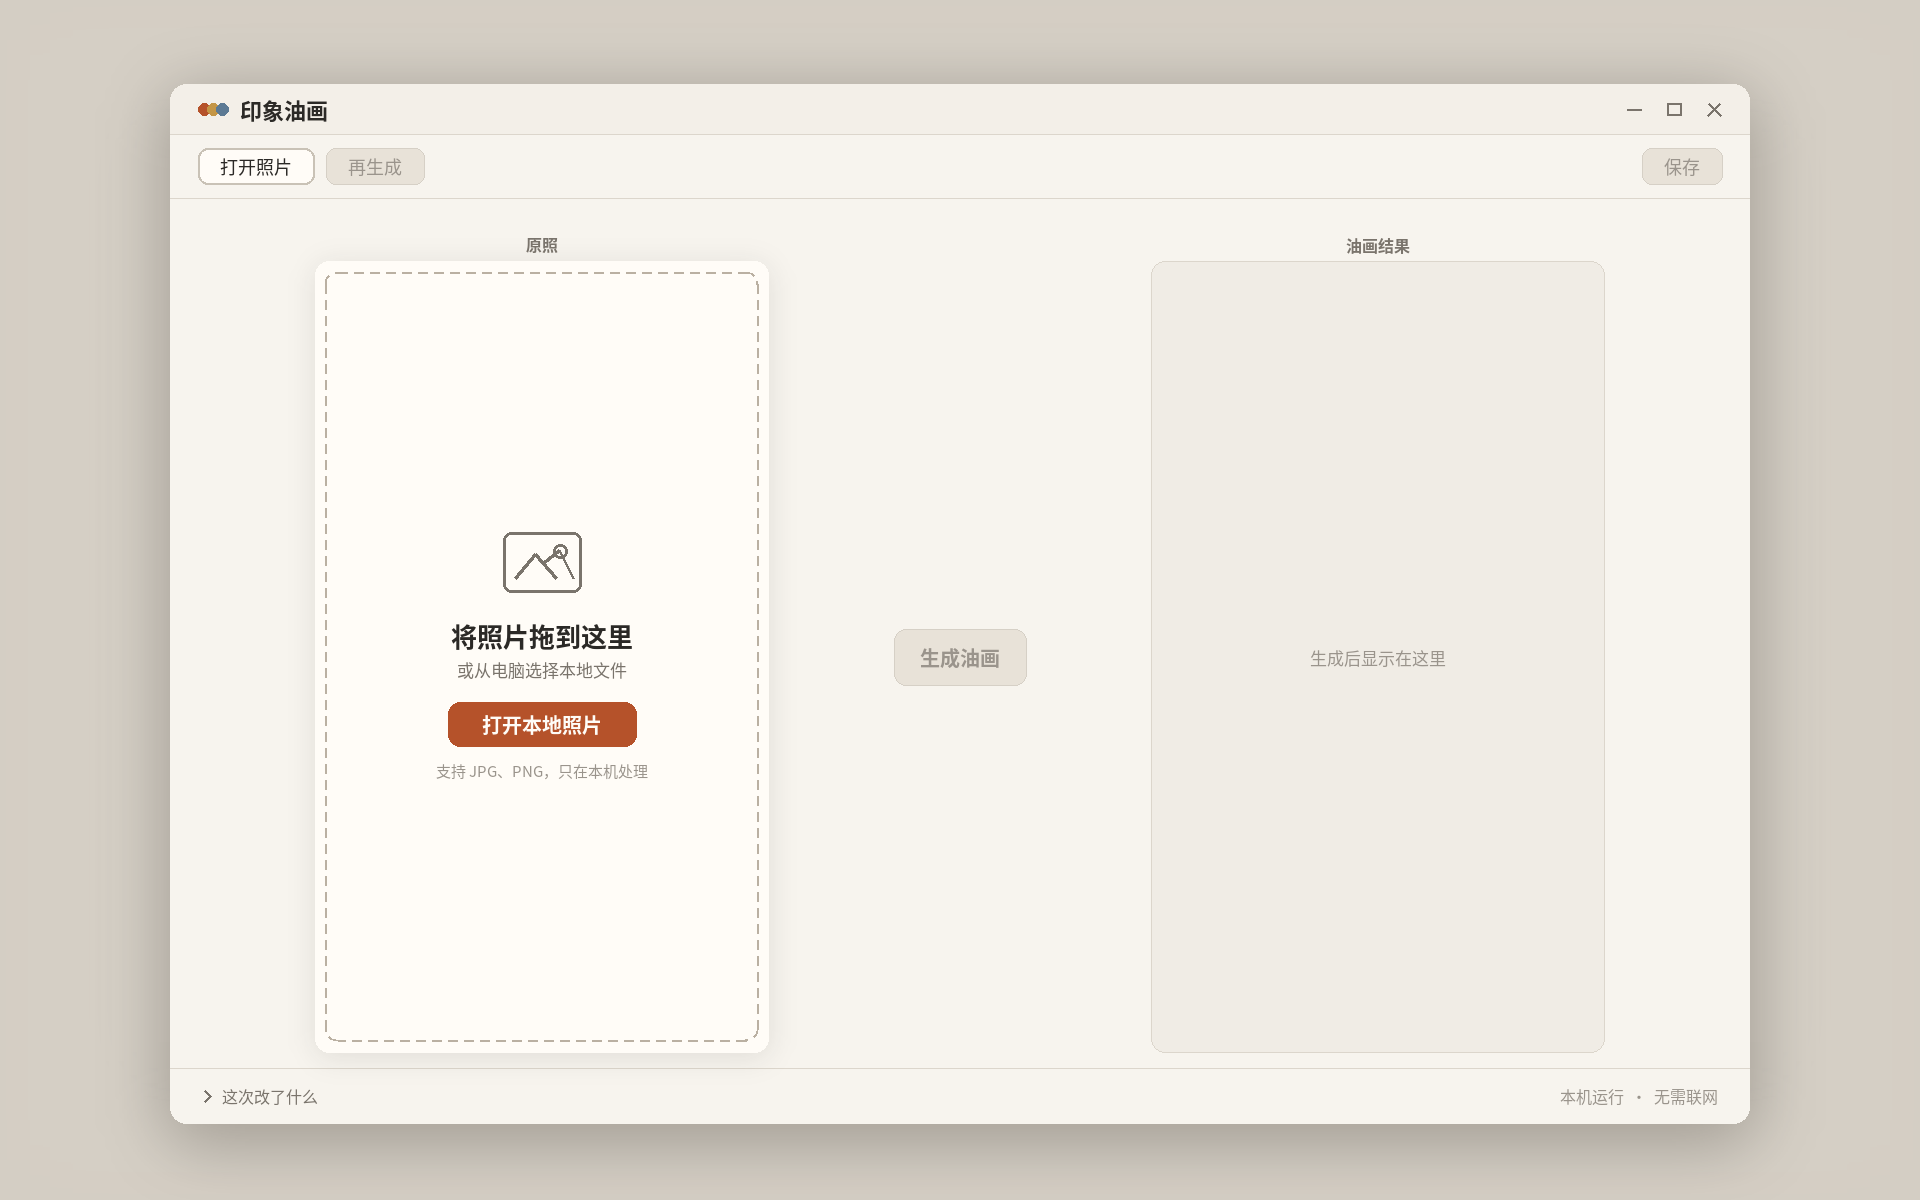 印象油画
打开照片
再生成
保存
原照
油画结果
将照片拖到这里
或从电脑选择本地文件
打开本地照片
支持 JPG、PNG，只在本机处理
生成油画
生成后显示在这里
这次改了什么
本机运行 · 无需联网